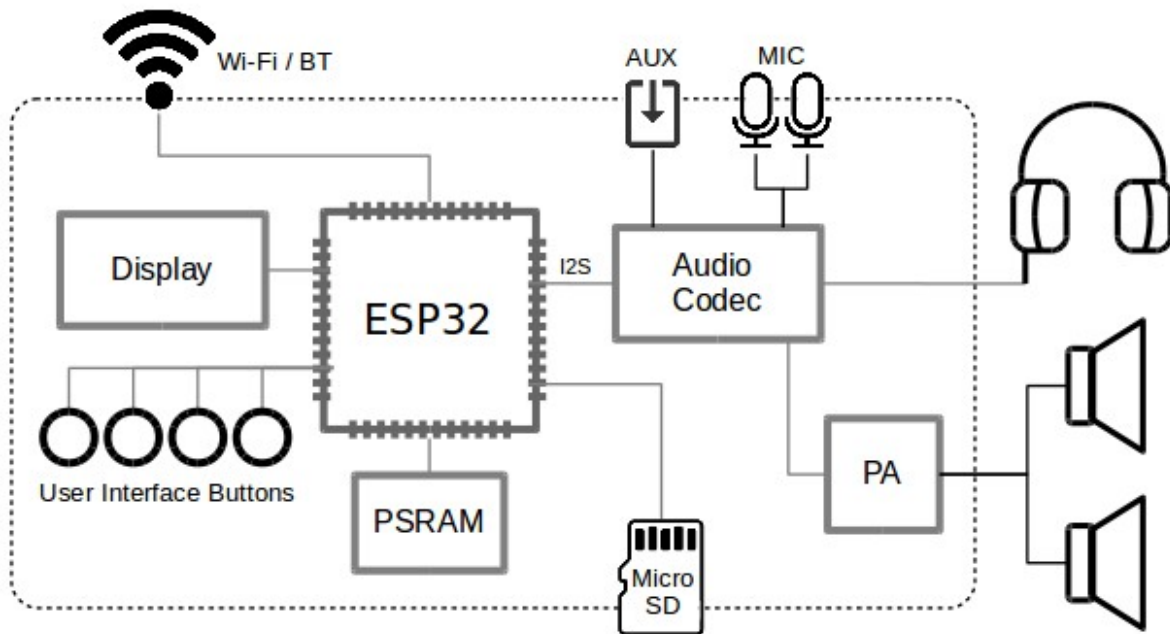 Wi-Fi / BT
AUX
MIC
Display
ESP32
I2S
Audio
Codec
User Interface Buttons
PSRAM
PA
Micro
SD